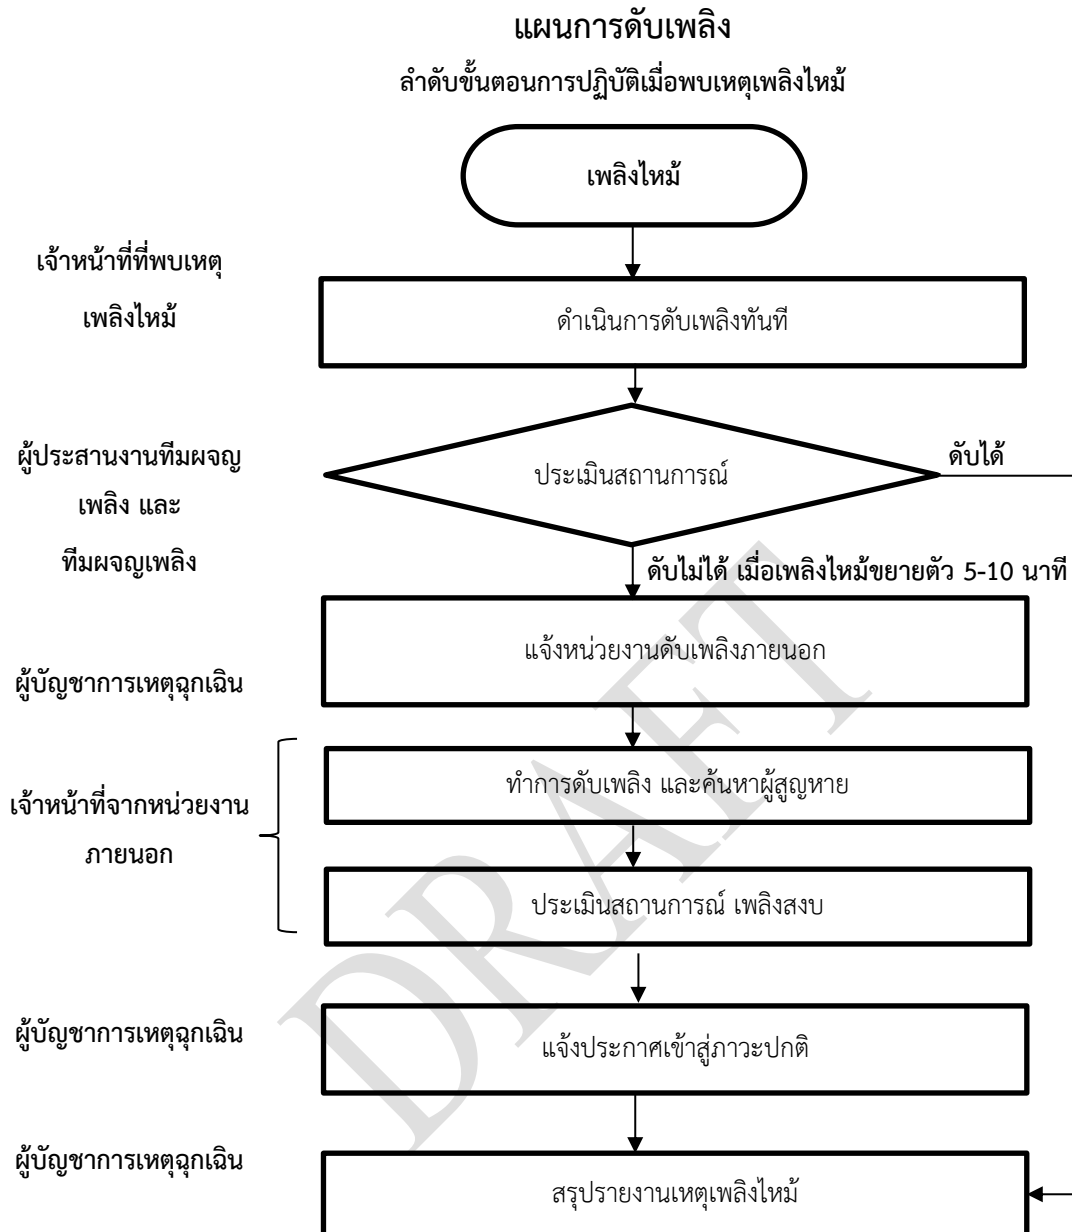 แผนการดับเพลิง
ลำดับขั้นตอนการปฏิบัติเมื่อพบเหตุเพลิงไหม้
เพลิงไหม้
เจ้าหน้าที่ที่พบเหตุ
เพลิงไหม้
ดำเนินการดับเพลิงทันที
ผู้ประสานงานทีมผจญ
เพลิง และ
ทีมผจญเพลิง
ประเมินสถานการณ์
ดับได้
ดับไม่ได้ เมื่อเพลิงไหม้ขยายตัว 5-10 นาที
ผู้บัญชาการเหตุฉุกเฉิน
แจ้งหน่วยงานดับเพลิงภายนอก
เจ้าหน้าที่จากหน่วยงาน
ภายนอก
ทำการดับเพลิง และค้นหาผู้สูญหาย
ประเมินสถานการณ์ เพลิงสงบ
ผู้บัญชาการเหตุฉุกเฉิน
แจ้งประกาศเข้าสู่ภาวะปกติ
ผู้บัญชาการเหตุฉุกเฉิน
สรุปรายงานเหตุเพลิงไหม้
DRAFT